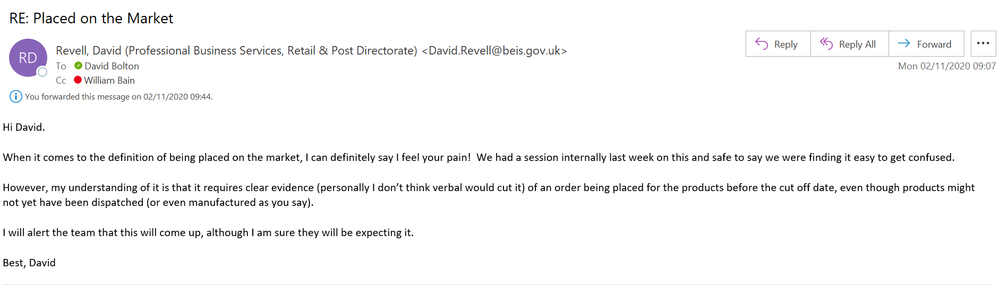 RE: Placed on the Market
RD
Revell, David (Professional Business Services, Retail & Post Directorate) <David.Revell@beis.gov.uk>
To David Bolton
Cc William Bain
Reply
Reply All
Forward
Mon 02/11/2020 09:07
You forwarded this message on 02/11/2020 09:44.
Hi David.
When it comes to the definition of being placed on the market, I can definitely say I feel your pain!  We had a session internally last week on this and safe to say we were finding it easy to get confused.
However, my understanding of it is that it requires clear evidence (personally I don’t think verbal would cut it) of an order being placed for the products before the cut off date, even though products might
not yet have been dispatched (or even manufactured as you say).
I will alert the team that this will come up, although I am sure they will be expecting it.
Best, David